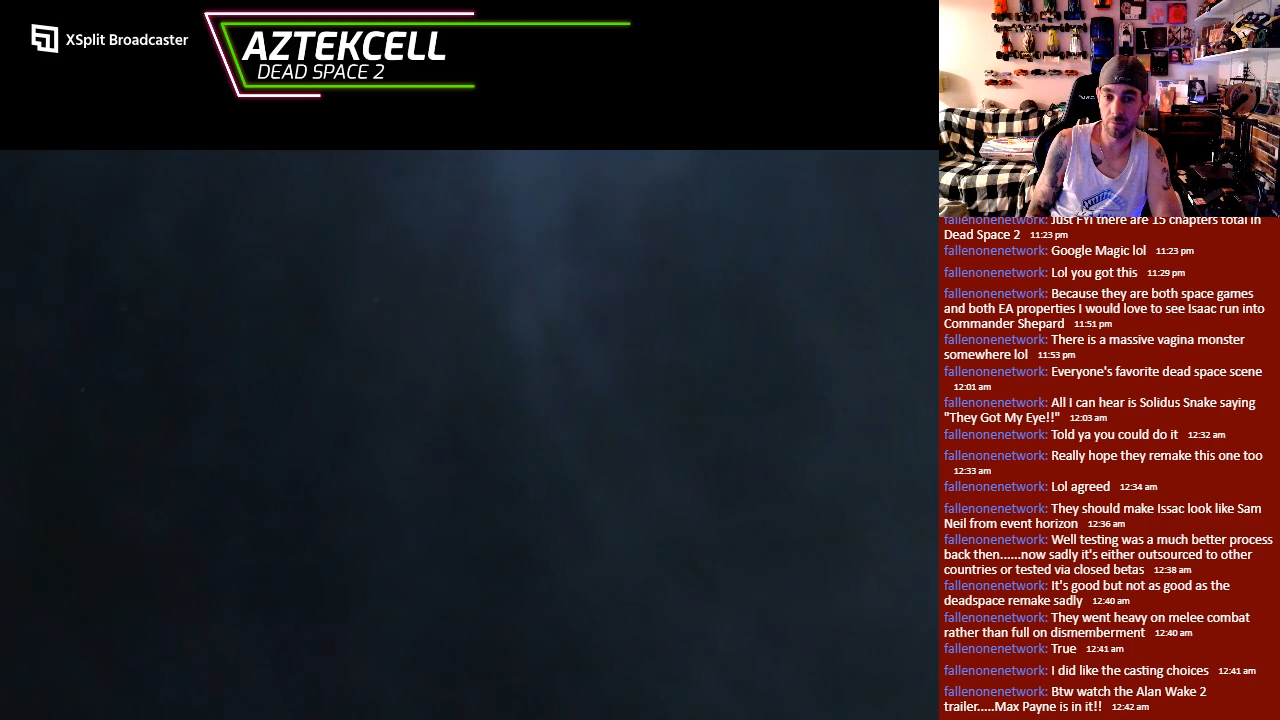 XSplit Broadcaster
AZTEKCELL
DEAD SPACE 2
fallenonenetwork: Just FYI there are 15 chapters total in
Dead Space 2 11:23 pm
fallenonenetwork: Google Magic lol 11:23 pm
fallenonenetwork: Lol you got this 11:29 pm
fallenonenetwork: Because they are both space games
and both EA properties I would love to see Isaac run into
Commander Shepard 11:51 pm
fallenonenetwork: There is a massive vagina monster
somewhere lol 11:53 pm
fallenonenetwork: Everyone's favorite dead space scene
12:01 am
fallenonenetwork: All I can hear is Solidus Snake saying
"They Got My Eye!!" 12:03 am
fallenonenetwork: Told ya you could do it 12:32 am
fallenonenetwork: Really hope they remake this one too
12:33 am
fallenonenetwork: Lol agreed 12:34 am
fallenonenetwork: They should make Issac look like Sam
Neil from event horizon 12:36 am
fallenonenetwork: Well testing was a much better process
back then......now sadly it's either outsourced to other
countries or tested via closed betas 12:38 am
fallenonenetwork: It's good but not as good as the
deadspace remake sadly 12:40 am
fallenonenetwork: They went heavy on melee combat
rather than full on dismemberment 12:40 am
fallenonenetwork: True 12:41 am
fallenonenetwork: I did like the casting choices 12:41 am
fallenonenetwork: Btw watch the Alan Wake 2
trailer.....Max Payne is in it!! 12:42 am